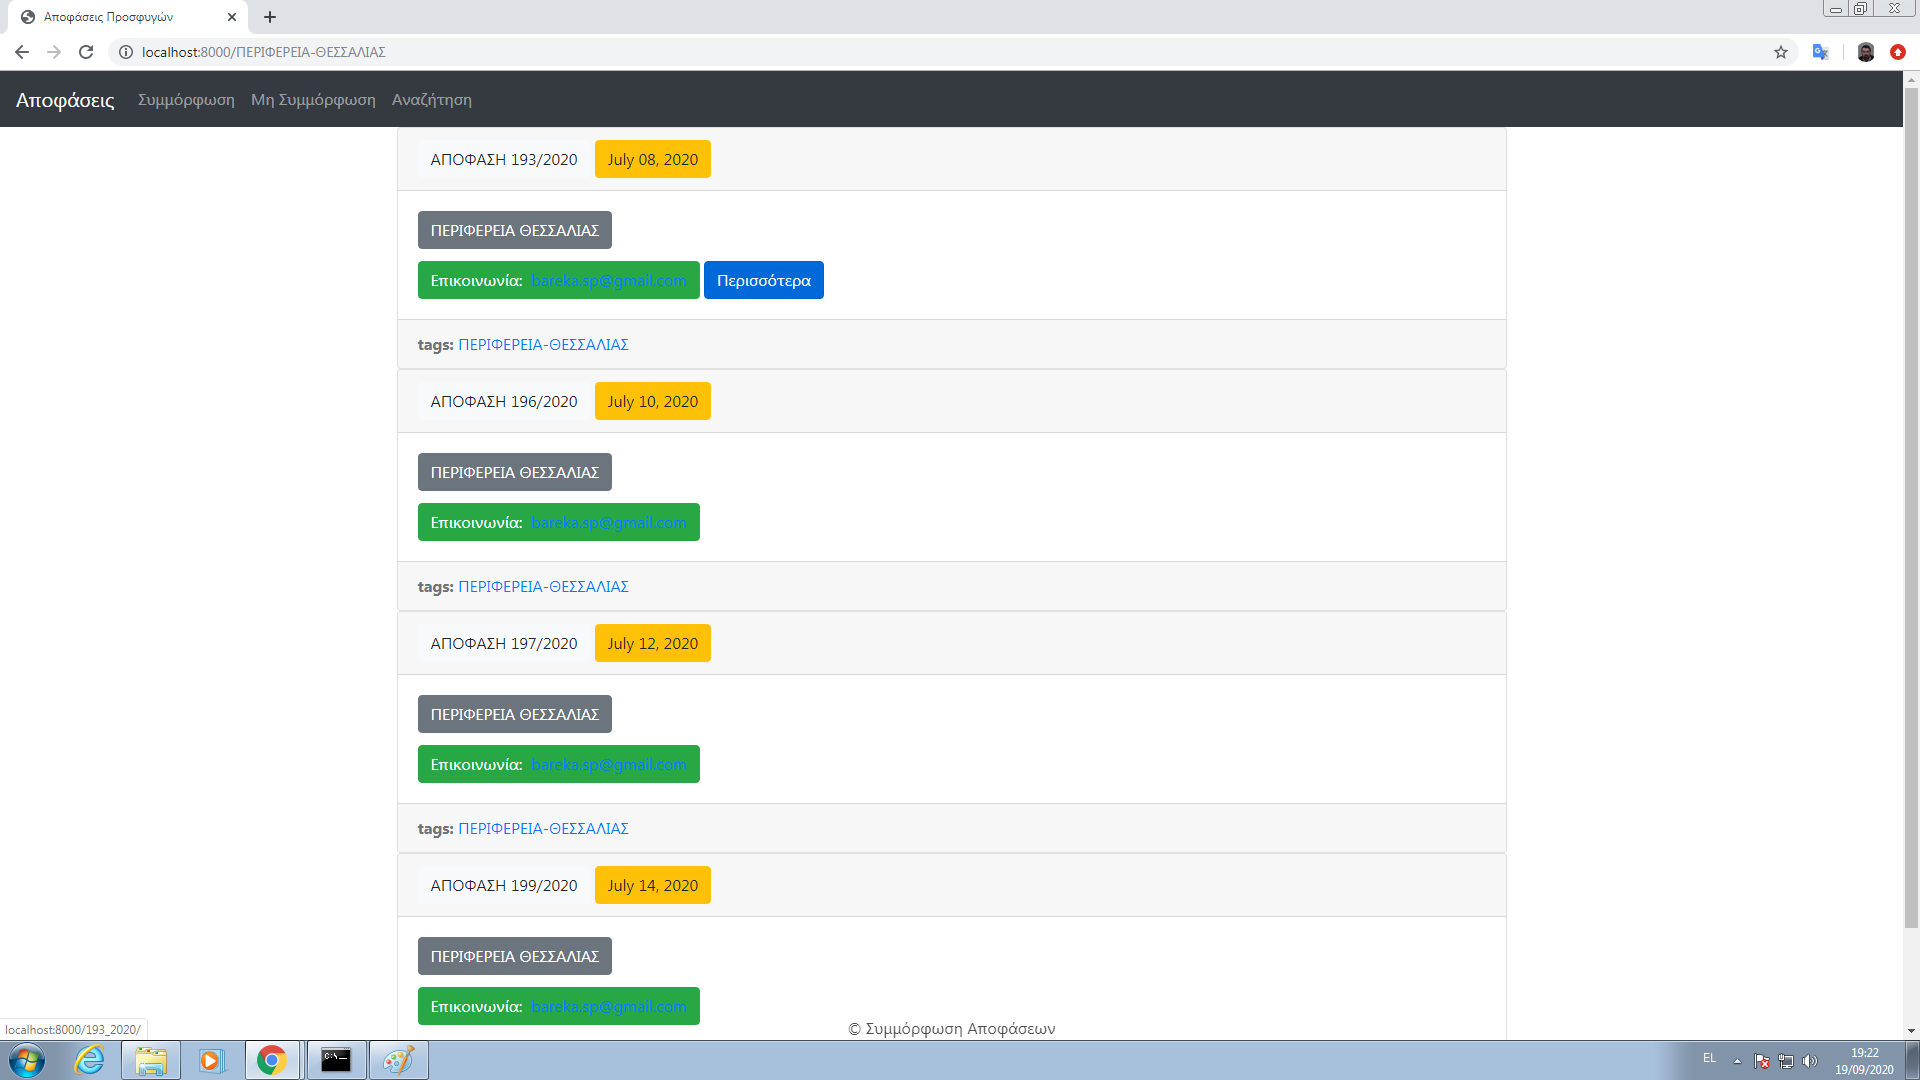 Αποφάσεις Προσφυγών
localhost:8000/ΠΕΡΙΦΕΡΕΙΑ-ΘΕΣΣΑΛΙΑΣ
Αποφάσεις Συμμόρφωση Μη Συμμόρφωση Αναζήτηση
ΑΠΟΦΑΣΗ 193/2020 July 08, 2020
ΠΕΡΙΦΕΡΕΙΑ ΘΕΣΣΑΛΙΑΣ
Επικοινωνία: bareka.sp@gmail.com Περισσότερα
tags: ΠΕΡΙΦΕΡΕΙΑ-ΘΕΣΣΑΛΙΑΣ
ΑΠΟΦΑΣΗ 196/2020 July 10, 2020
ΠΕΡΙΦΕΡΕΙΑ ΘΕΣΣΑΛΙΑΣ
Επικοινωνία: bareka.sp@gmail.com
tags: ΠΕΡΙΦΕΡΕΙΑ-ΘΕΣΣΑΛΙΑΣ
ΑΠΟΦΑΣΗ 197/2020 July 12, 2020
ΠΕΡΙΦΕΡΕΙΑ ΘΕΣΣΑΛΙΑΣ
Επικοινωνία: bareka.sp@gmail.com
tags: ΠΕΡΙΦΕΡΕΙΑ-ΘΕΣΣΑΛΙΑΣ
ΑΠΟΦΑΣΗ 199/2020 July 14, 2020
ΠΕΡΙΦΕΡΕΙΑ ΘΕΣΣΑΛΙΑΣ
Επικοινωνία: bareka.sp@gmail.com
© Συμμόρφωση Αποφάσεων
localhost:8000/193_2020/
C:\_
EL
19:22
19/09/2020